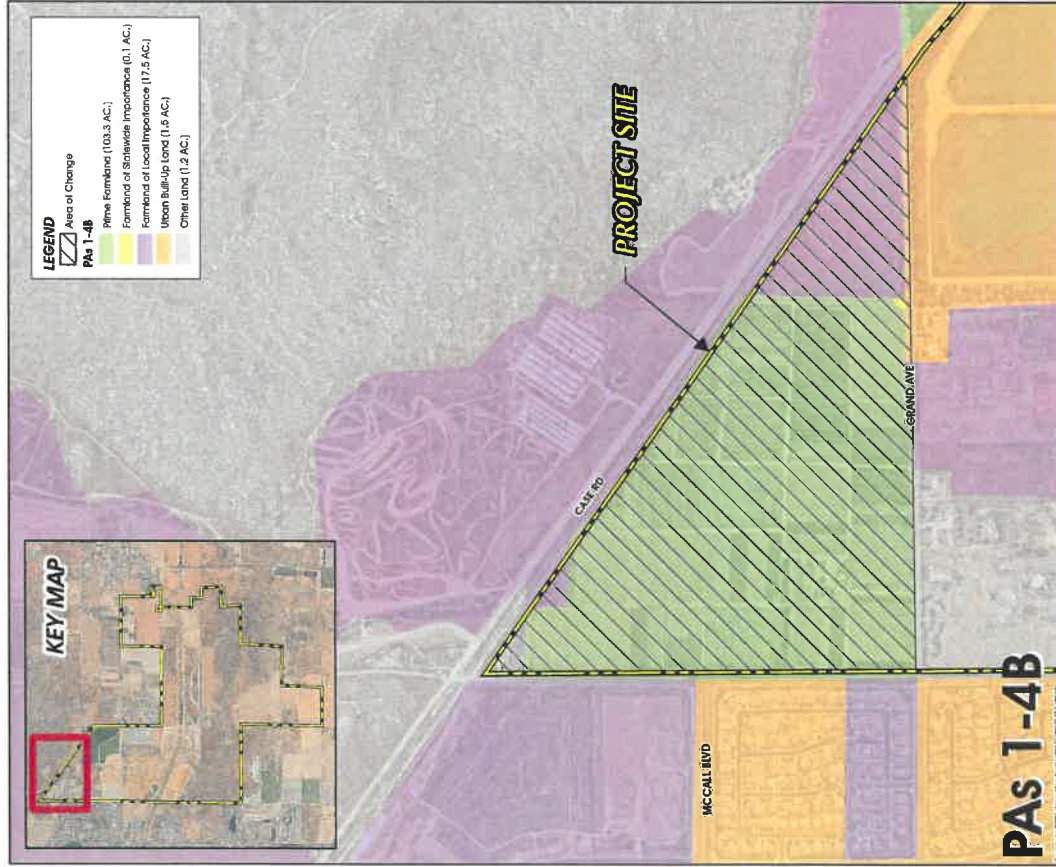 LEGEND
Area of Change
PAs 1-4B
Prime Farmland (103.3 AC.)
Farmland of Statewide Importance (0.1 AC.)
Farmland of Local Importance (17.5 AC.)
Urban Built-Up Land (1.5 AC.)
Other Land (1.2 AC.)
KEY MAP
PROJECT SITE
CASE RD
GRAND AVE
MCCALL BLVD
PAs 1-4B